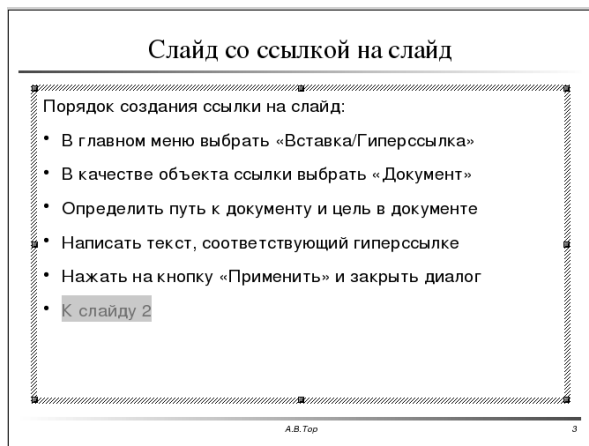 Слайд со ссылкой на слайд
Порядок создания ссылки на слайд:
• В главном меню выбрать «Вставка/Гиперссылка»
• В качестве объекта ссылки выбрать «Документ»
• Определить путь к документу и цель в документе
• Написать текст, соответствующий гиперссылке
• Нажать на кнопку «Применить» и закрыть диалог
• К слайду 2
А.В.Тор
3